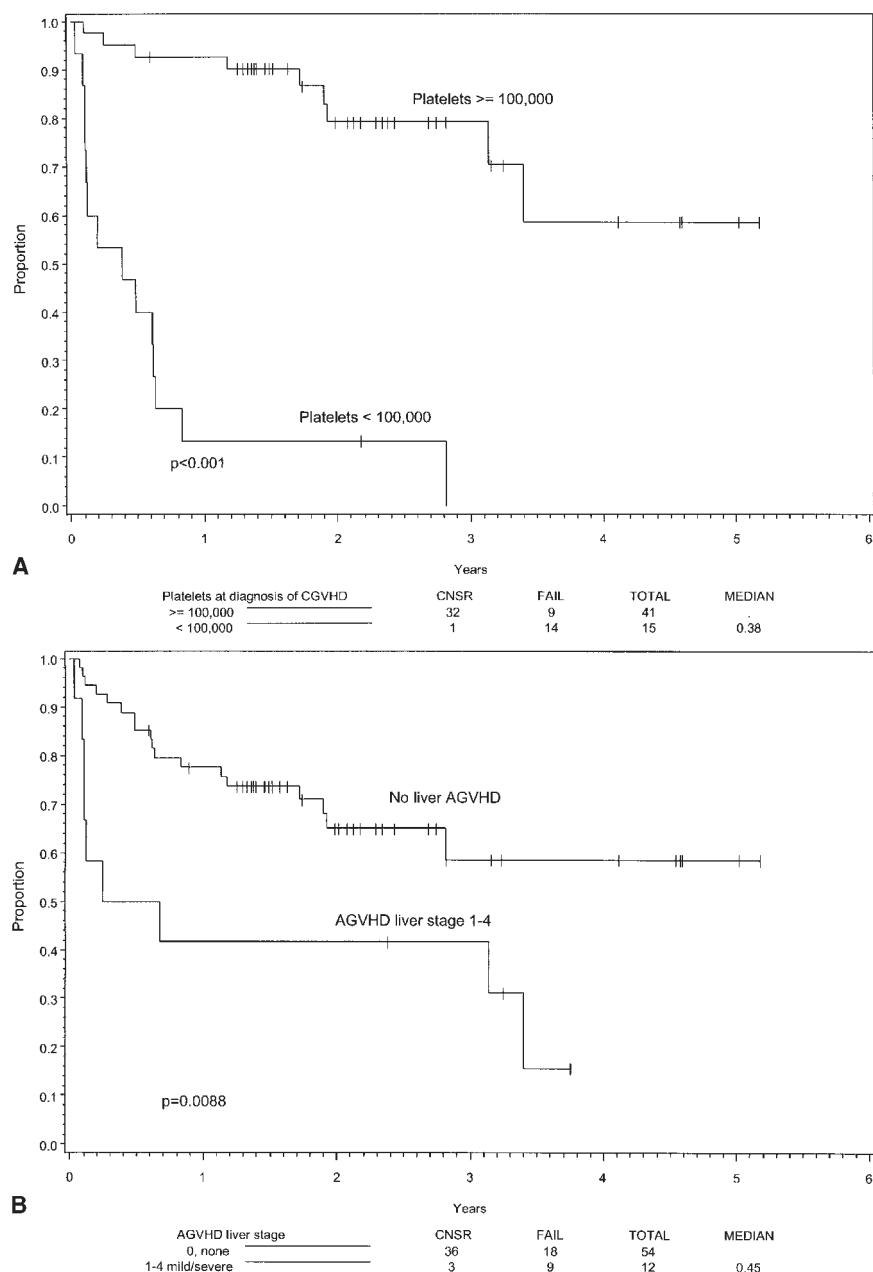 1.0
0.9
Platelets >= 100,000
0.8
0.7
0.6
Proportion
0.5
0.4
0.3
0.2
Platelets < 100,000
0.1
p<0.001
0.0
0 1 2 3 4 5 6
A
Years
Platelets at diagnosis of CGVHD CNSR FAIL TOTAL MEDIAN
>= 100,000 32 9 41 .
< 100,000 1 14 15 0.38
1.0
0.9
0.8
No liver AGVHD
0.7
0.6
Proportion
0.5
AGVHD liver stage 1-4
0.4
0.3
0.2
0.1
p=0.0088
0.0
0 1 2 3 4 5 6
B
Years
AGVHD liver stage CNSR FAIL TOTAL MEDIAN
0, none 36 18 54
1-4 mild/severe 3 9 12 0.45